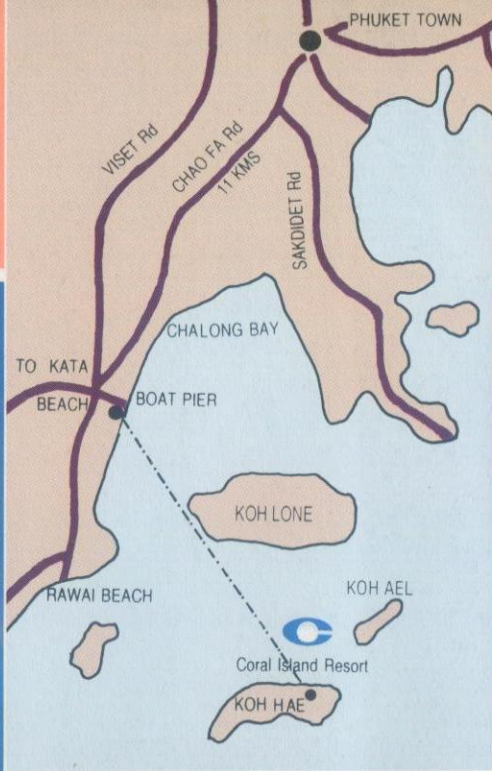 PHUKET TOWN
VISET Rd
CHAO FA Rd
11 KMS
SAKDIDET Rd
CHALONG BAY
TO KATA
BEACH
BOAT PIER
KOH LONE
RAWAI BEACH
KOH AEL
Coral Island Resort
KOH HAE